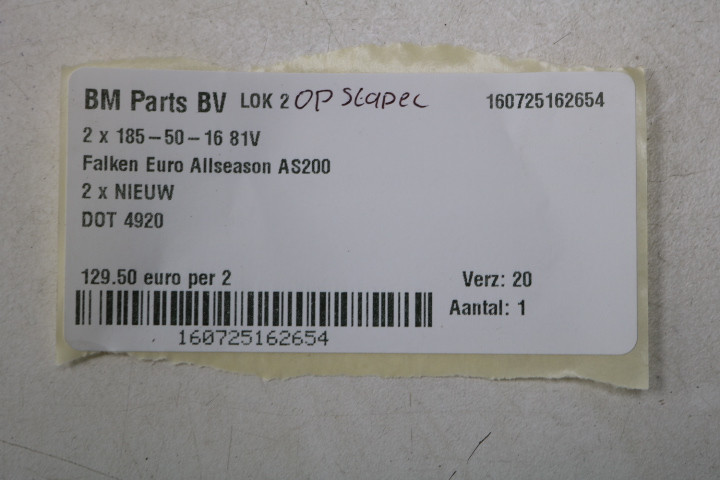 BM Parts BV LOK 2 OP Stapel 160725162654
2 x 185-50-16 81V
Falken Euro Allseason AS200
2 x NIEUW
DOT 4920
129.50 euro per 2 Verz: 20
Aantal: 1
160725162654